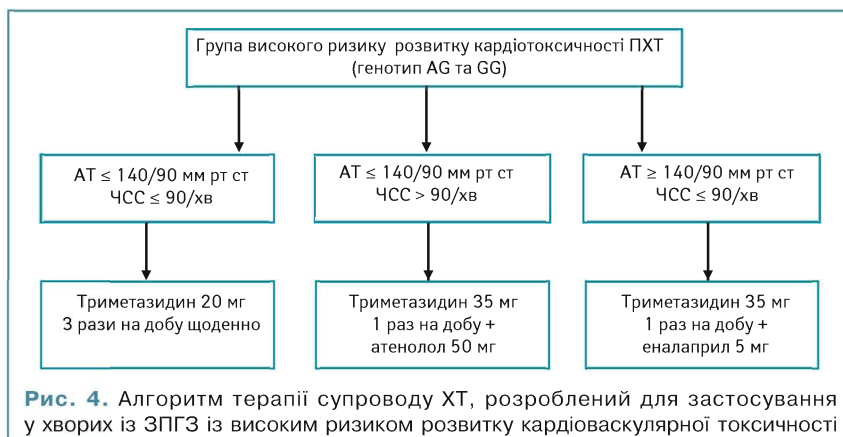 Група високого ризику розвитку кардіотоксичності ПХТ
(генотип AG та GG)
АТ ≤ 140/90 мм рт ст
ЧСС ≤ 90/хв
АТ ≤ 140/90 мм рт ст
ЧСС > 90/хв
АТ ≥ 140/90 мм рт ст
ЧСС ≤ 90/хв
Триметазидин 20 мг
3 рази на добу щоденно
Триметазидин 35 мг
1 раз на добу +
атенолол 50 мг
Триметазидин 35 мг
1 раз на добу +
еналаприл 5 мг
Рис. 4. Алгоритм терапії супроводу ХТ, розроблений для застосування
у хворих із ЗПГЗ із високим ризиком розвитку кардіоваскулярної токсичності